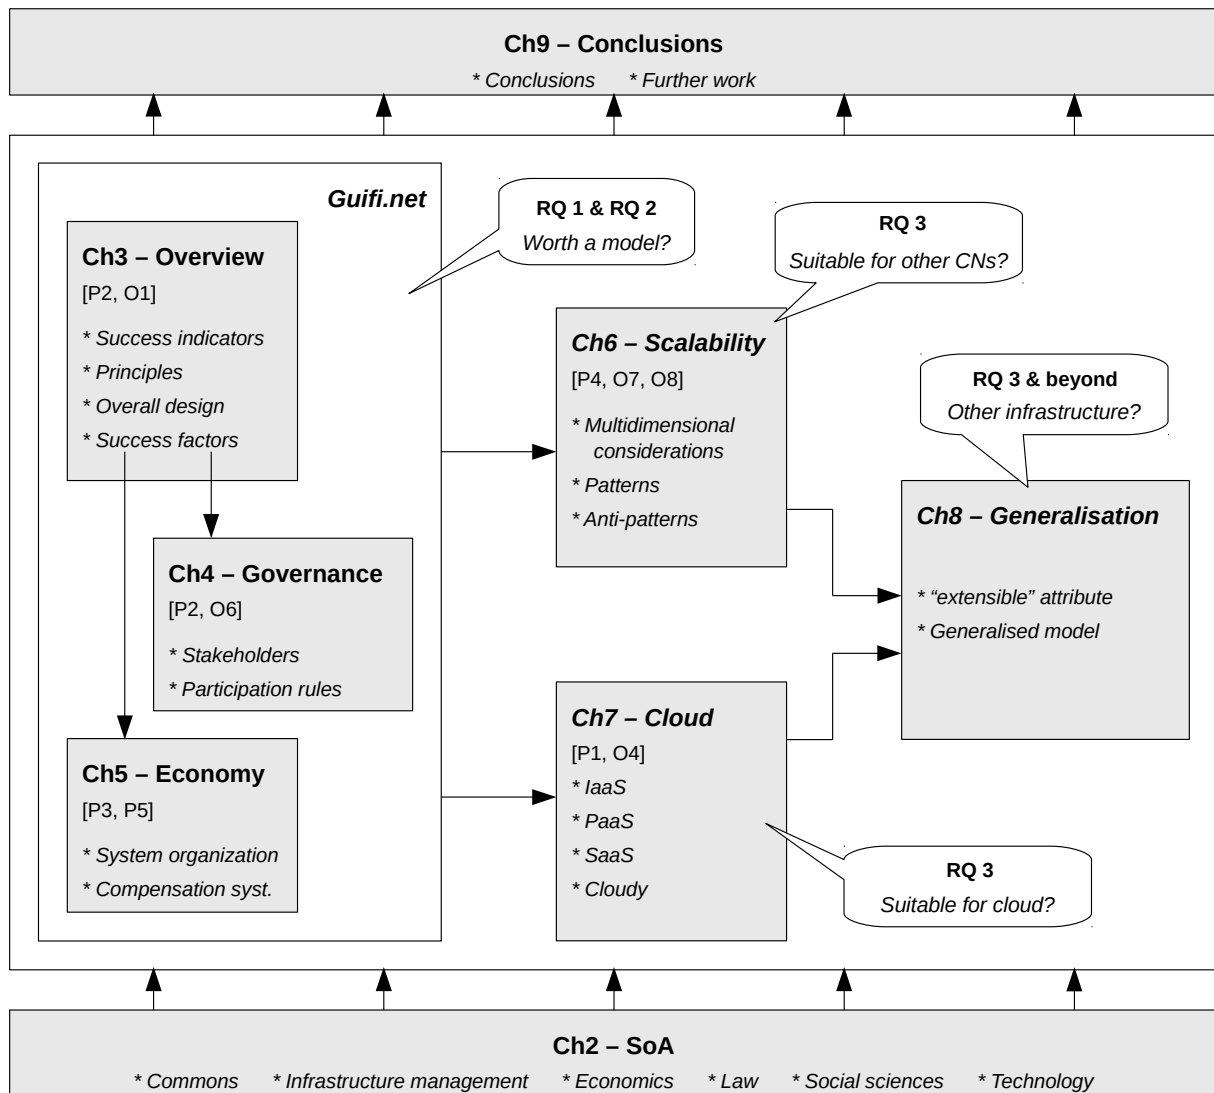 Ch9 – Conclusions
* Conclusions * Further work
Guifi.net
Ch3 – Overview
[P2, O1]
* Success indicators
* Principles
* Overall design
* Success factors
Ch4 – Governance
[P2, O6]
* Stakeholders
* Participation rules
Ch5 – Economy
[P3, P5]
* System organization
* Compensation syst.
RQ 1 & RQ 2
Worth a model?
RQ 3
Suitable for other CNs?
Ch6 – Scalability
[P4, O7, O8]
* Multidimensional
considerations
* Patterns
* Anti-patterns
Ch7 – Cloud
[P1, O4]
* IaaS
* PaaS
* SaaS
* Cloudy
RQ 3
Suitable for cloud?
RQ 3 & beyond
Other infrastructure?
Ch8 – Generalisation
* “extensible” attribute
* Generalised model
Ch2 – SoA
* Commons * Infrastructure management * Economics * Law * Social sciences * Technology